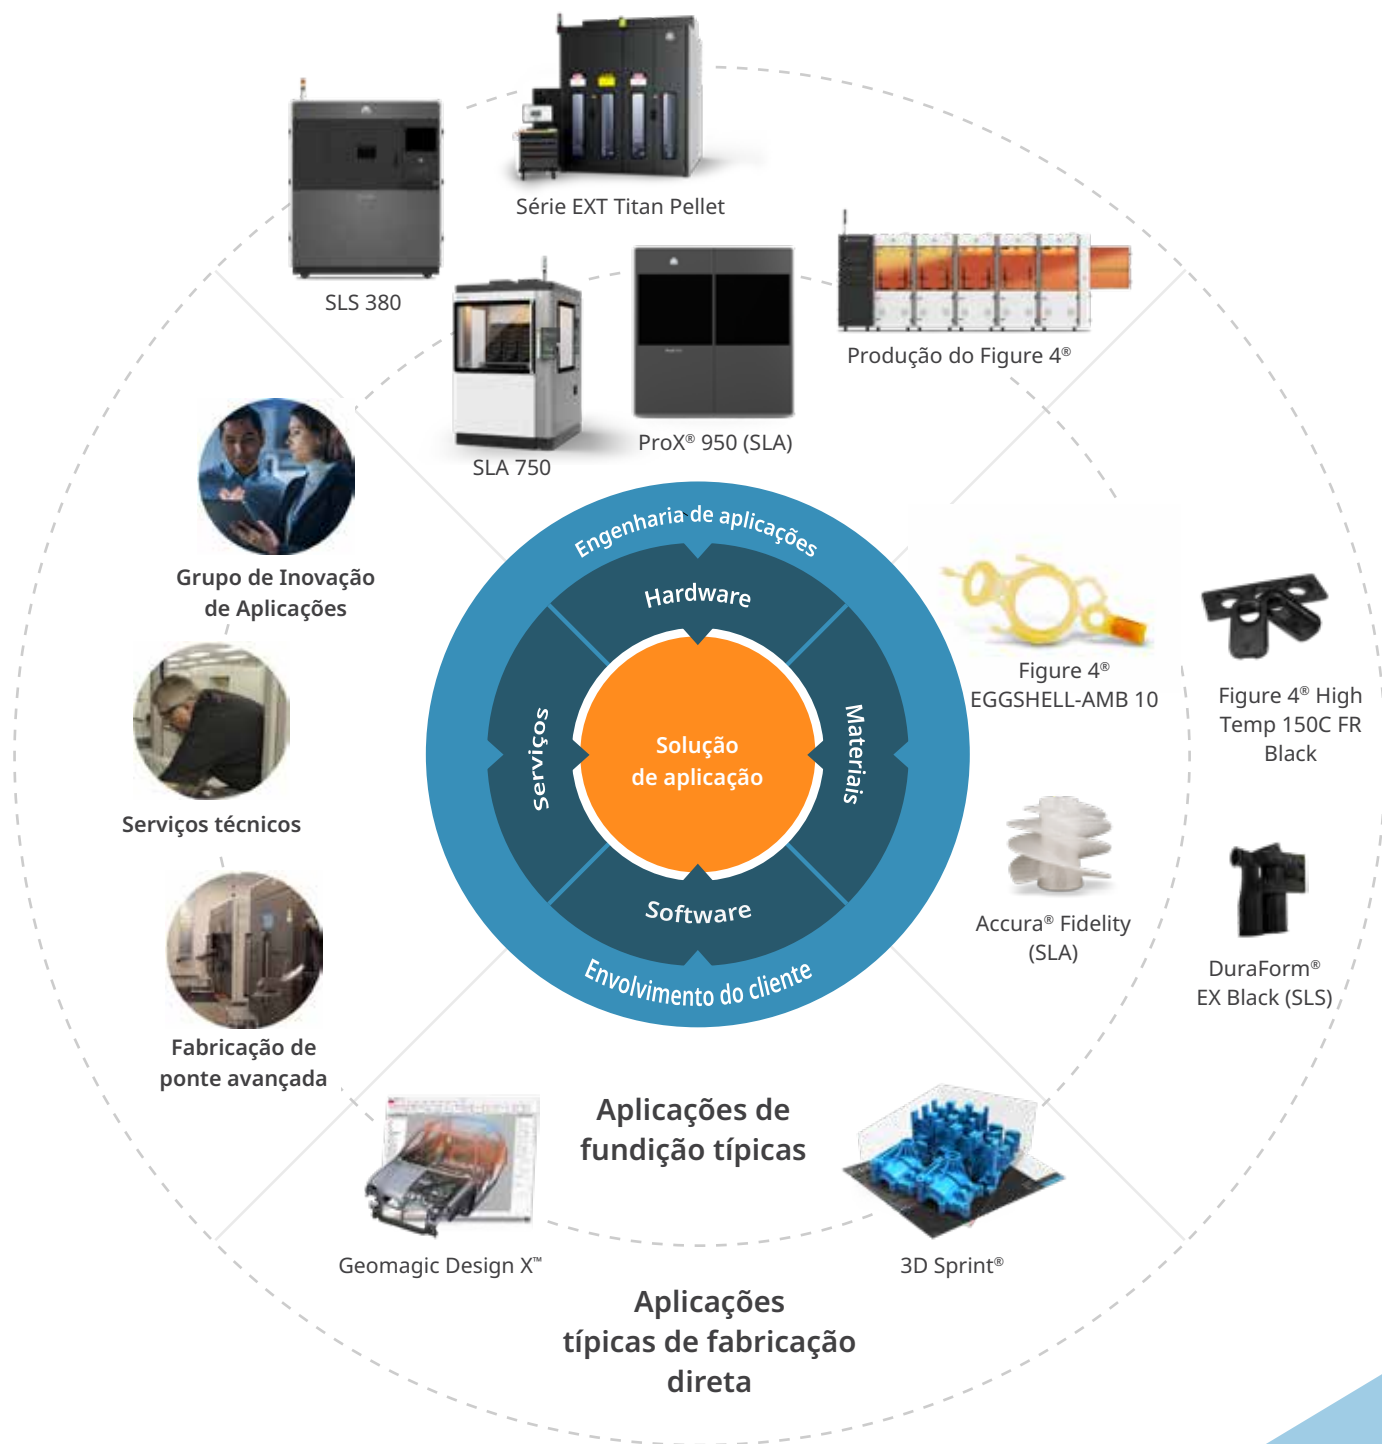 Série EXT Titan Pellet
SLS 380
Produção do Figure 4®
ProX® 950 (SLA)
SLA 750
Grupo de Inovação
de Aplicações
Serviços técnicos
Fabricação de
ponte avançada
Engenharia de aplicações
Hardware
Serviços
Solução
de aplicação
Materiais
Software
Envolvimento do cliente
Figure 4®
EGGSHELL-AMB 10
Figure 4® High
Temp 150C FR
Black
Accura® Fidelity
(SLA)
DuraForm®
EX Black (SLS)
Aplicações de
fundição típicas
Geomagic Design X™
3D Sprint®
Aplicações
típicas de fabricação
direta